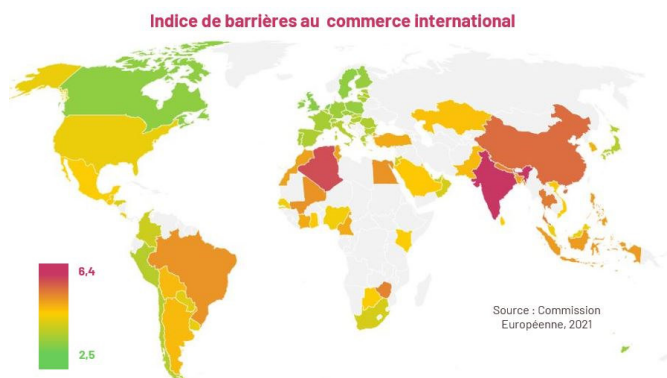 Indice de barrières au commerce international
6,4
2,5
Source : Commission
Européenne, 2021